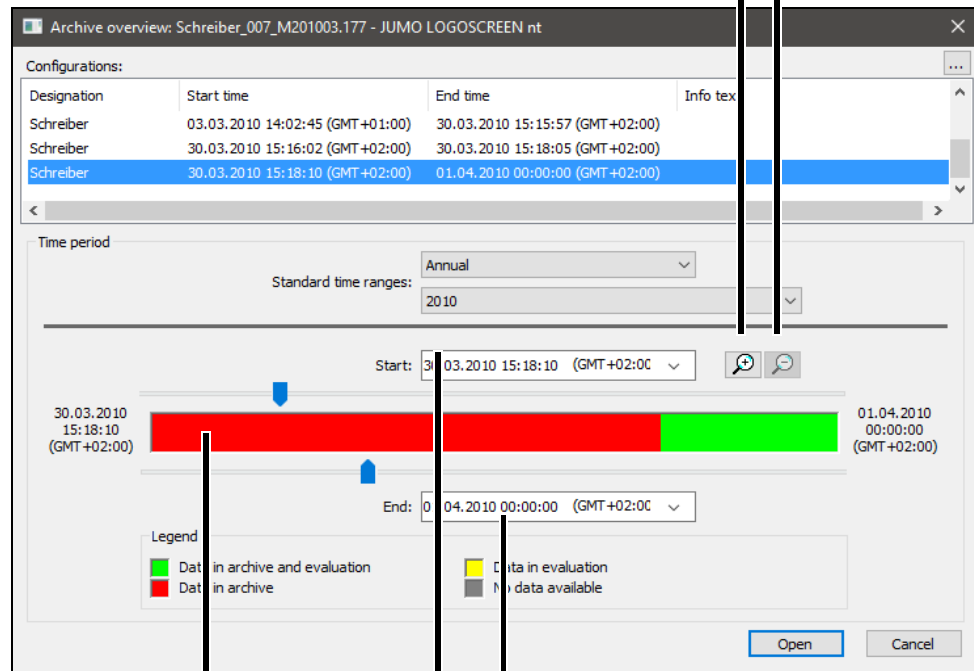 Archive overview: Schreiber_007_M201003.177 - JUMO LOGOSCREEN nt
Configurations:
...
Designation Start time End time Info tex
Schreiber 03.03.2010 14:02:45 (GMT+01:00) 30.03.2010 15:15:57 (GMT+02:00)
Schreiber 30.03.2010 15:16:02 (GMT+02:00) 30.03.2010 15:18:05 (GMT+02:00)
Schreiber 30.03.2010 15:18:10 (GMT+02:00) 01.04.2010 00:00:00 (GMT+02:00)
Time period
Standard time ranges: Annual
2010
Start: 30.03.2010 15:18:10 (GMT+02:00
30.03.2010
15:18:10
(GMT+02:00)
01.04.2010
00:00:00
(GMT+02:00)
End: 01.04.2010 00:00:00 (GMT+02:00
Legend
Data in archive and evaluation
Data in evaluation
Data in archive
No data available
Open Cancel